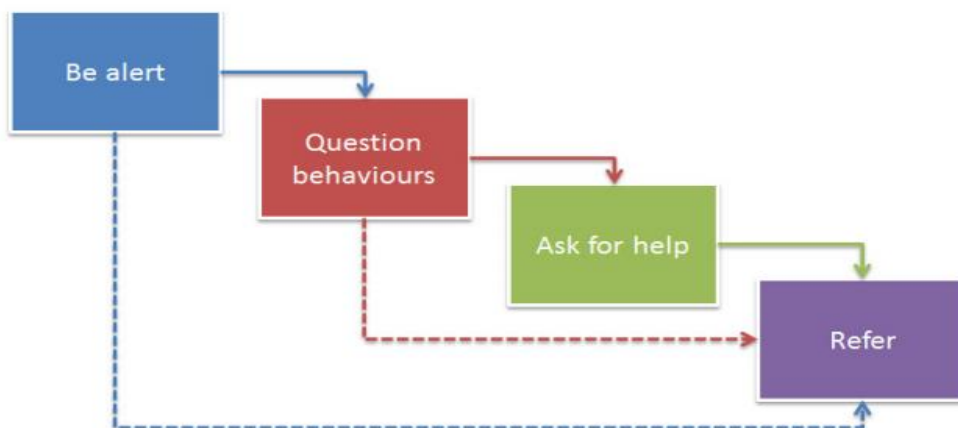 Be alert
Question
behaviours
Ask for help
Refer